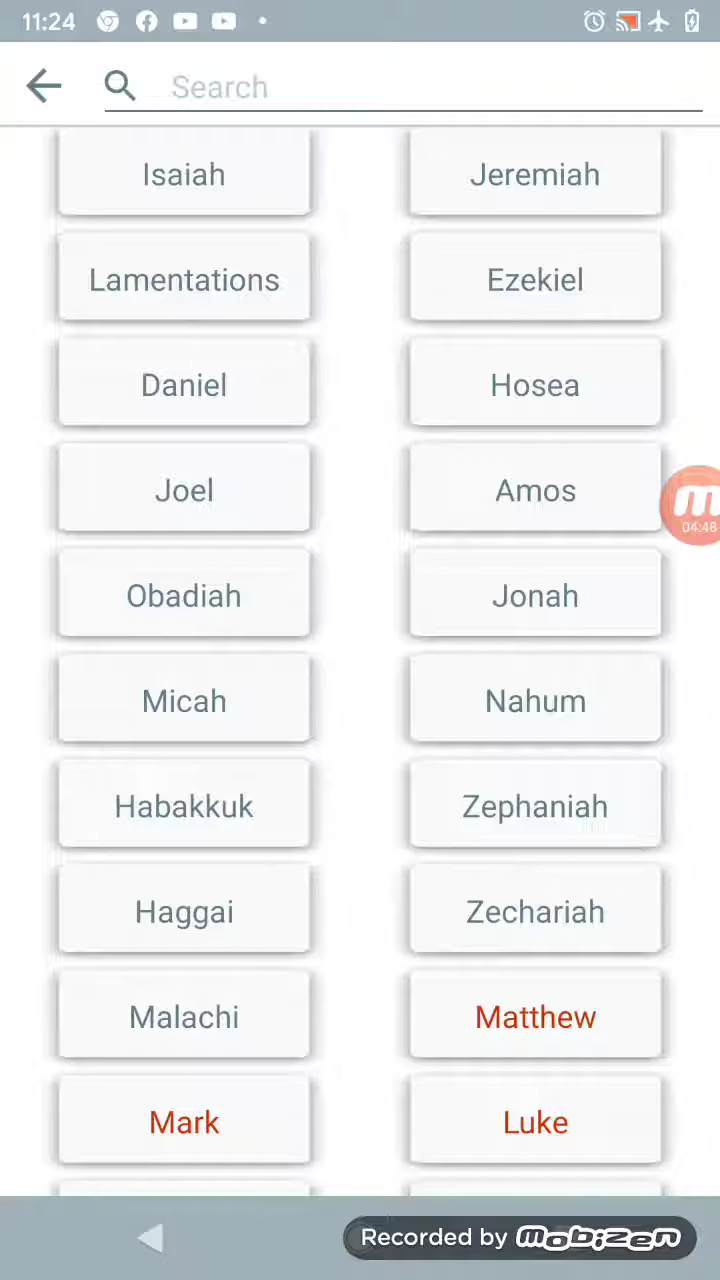 11:24
Search
Isaiah Jeremiah
Lamentations Ezekiel
Daniel Hosea
Joel Amos
04:48
Obadiah Jonah
Micah Nahum
Habakkuk Zephaniah
Haggai Zechariah
Malachi Matthew
Mark Luke
Recorded by mobizen